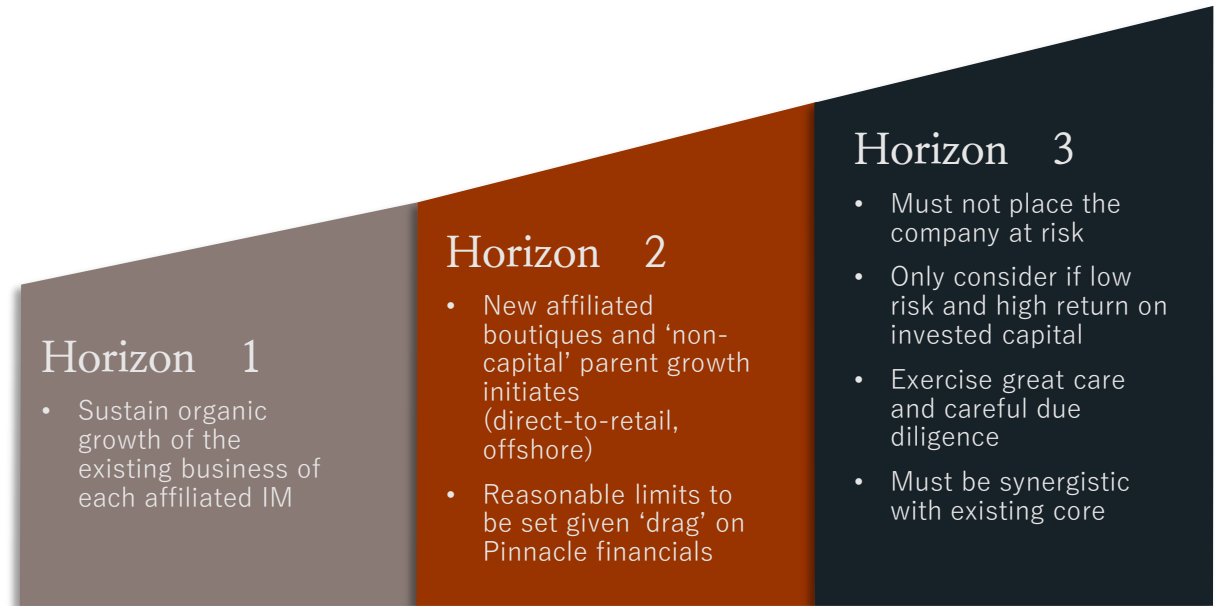 Horizon 1
• Sustain organic
growth of the
existing business of
each affiliated IM
Horizon 2
• New affiliated
boutiques and ‘non-
capital’ parent growth
initiates
(direct-to-retail,
offshore)
• Reasonable limits to
be set given ‘drag’ on
Pinnacle financials
Horizon 3
• Must not place the
company at risk
• Only consider if low
risk and high return on
invested capital
• Exercise great care
and careful due
diligence
• Must be synergistic
with existing core